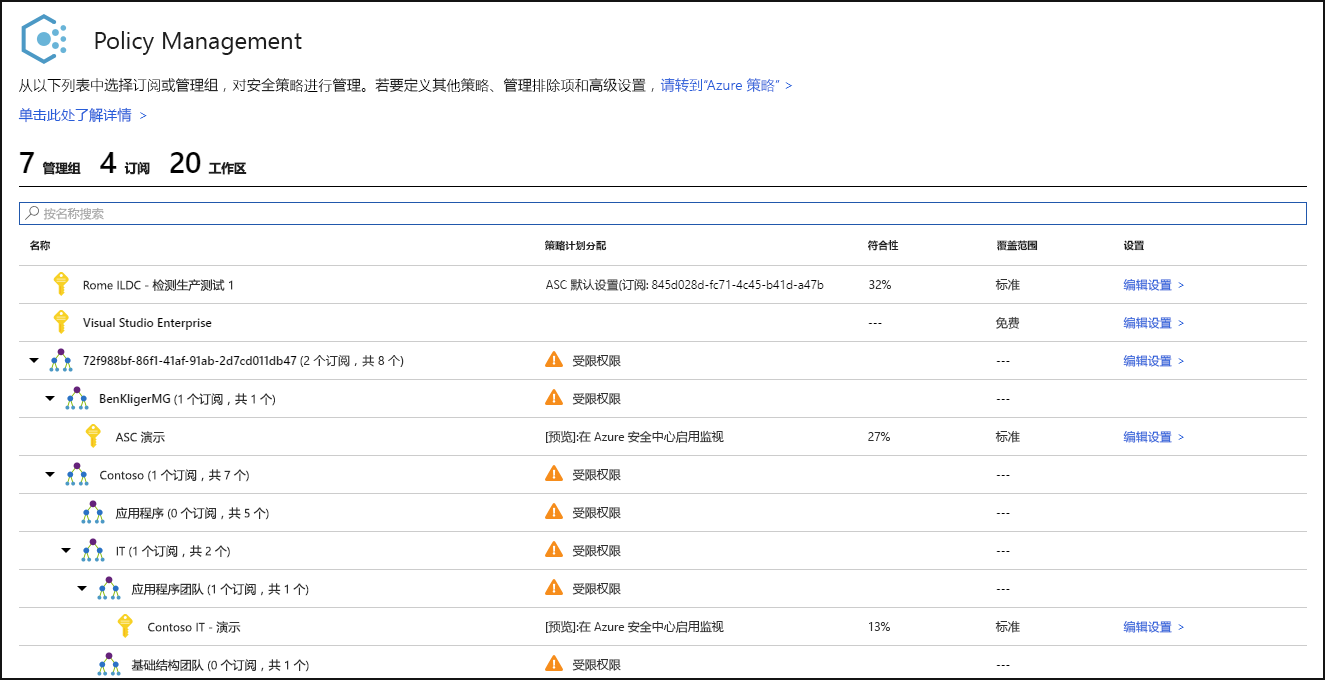 Policy Management
从以下列表中选择订阅或管理组，对安全策略进行管理。若要定义其他策略、管理排除项和高级设置，请转到“Azure 策略” >
单击此处了解详情 >
7 管理组 4 订阅 20 工作区
按名称搜索
名称 策略计划分配 符合性 覆盖范围 设置
Rome ILDC - 检测生产测试 1 ASC 默认设置(订阅: 845d028d-fc71-4c45-b41d-a47b 32% 标准 编辑设置 >
Visual Studio Enterprise --- 免费 编辑设置 >
72f988bf-86f1-41af-91ab-2d7cd011db47 (2 个订阅，共 8 个) 受限权限 --- 编辑设置 >
BenKligerMG (1 个订阅，共 1 个) 受限权限 ---
ASC 演示 [预览]:在 Azure 安全中心启用监视 27% 标准 编辑设置 >
Contoso (1 个订阅，共 7 个) 受限权限 ---
应用程序 (0 个订阅，共 5 个) 受限权限 ---
IT (1 个订阅，共 2 个) 受限权限 ---
应用程序团队 (1 个订阅，共 1 个) 受限权限 ---
Contoso IT - 演示 [预览]:在 Azure 安全中心启用监视 13% 标准 编辑设置 >
基础结构团队 (0 个订阅，共 1 个) 受限权限 ---